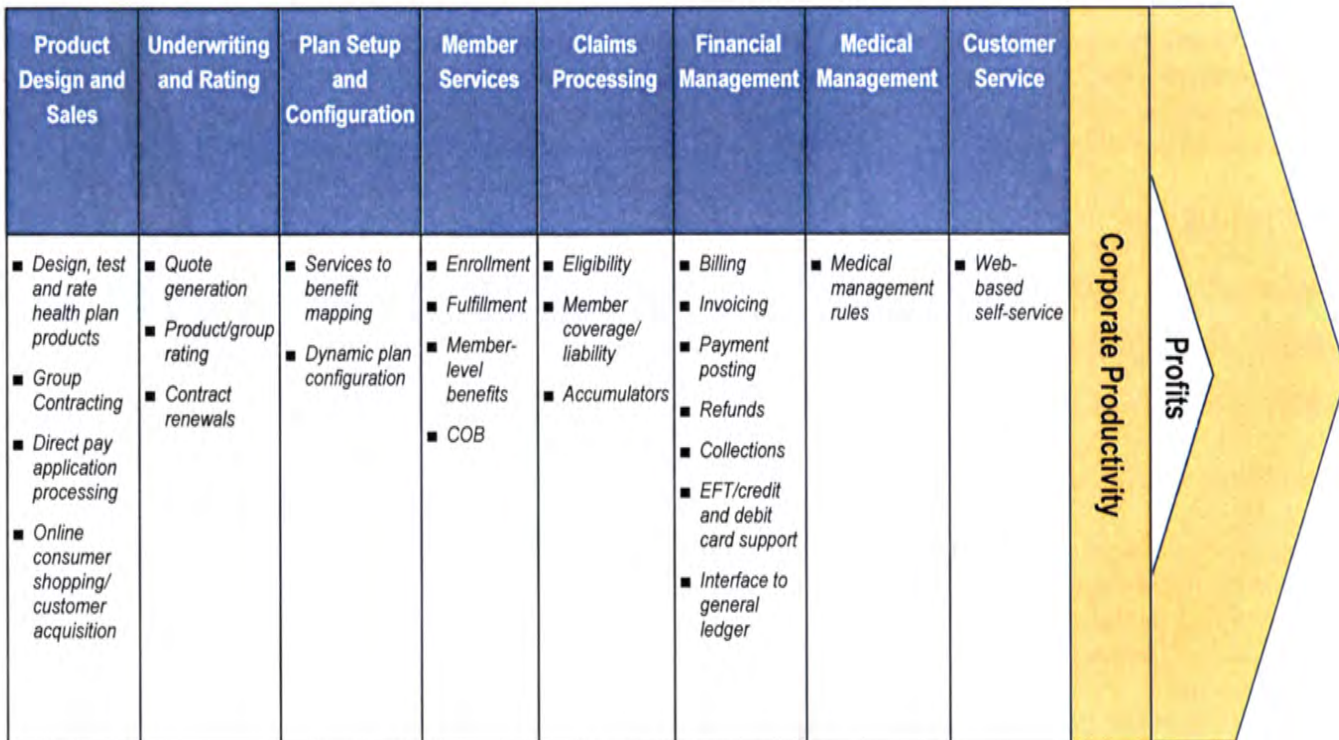 Product
Design and
Sales
Underwriting
and Rating
Plan Setup
and
Configuration
Member
Services
Claims
Processing
Financial
Management
Medical
Management
Customer
Service
■ Design, test
and rate
health plan
products
■ Group
Contracting
■ Direct pay
application
processing
■ Online
consumer
shopping/
customer
acquisition
■ Quote
generation
■ Product/group
rating
■ Contract
renewals
■ Services to
benefit
mapping
■ Dynamic plan
configuration
■ Enrollment
■ Fulfillment
■ Member-
level
benefits
■ COB
■ Eligibility
■ Member
coverage/
liability
■ Accumulators
■ Billing
■ Invoicing
■ Payment
posting
■ Refunds
■ Collections
■ EFT/credit
and debit
card support
■ Interface to
general
ledger
■ Medical
management
rules
■ Web-
based
self-service
Corporate Productivity
Profits